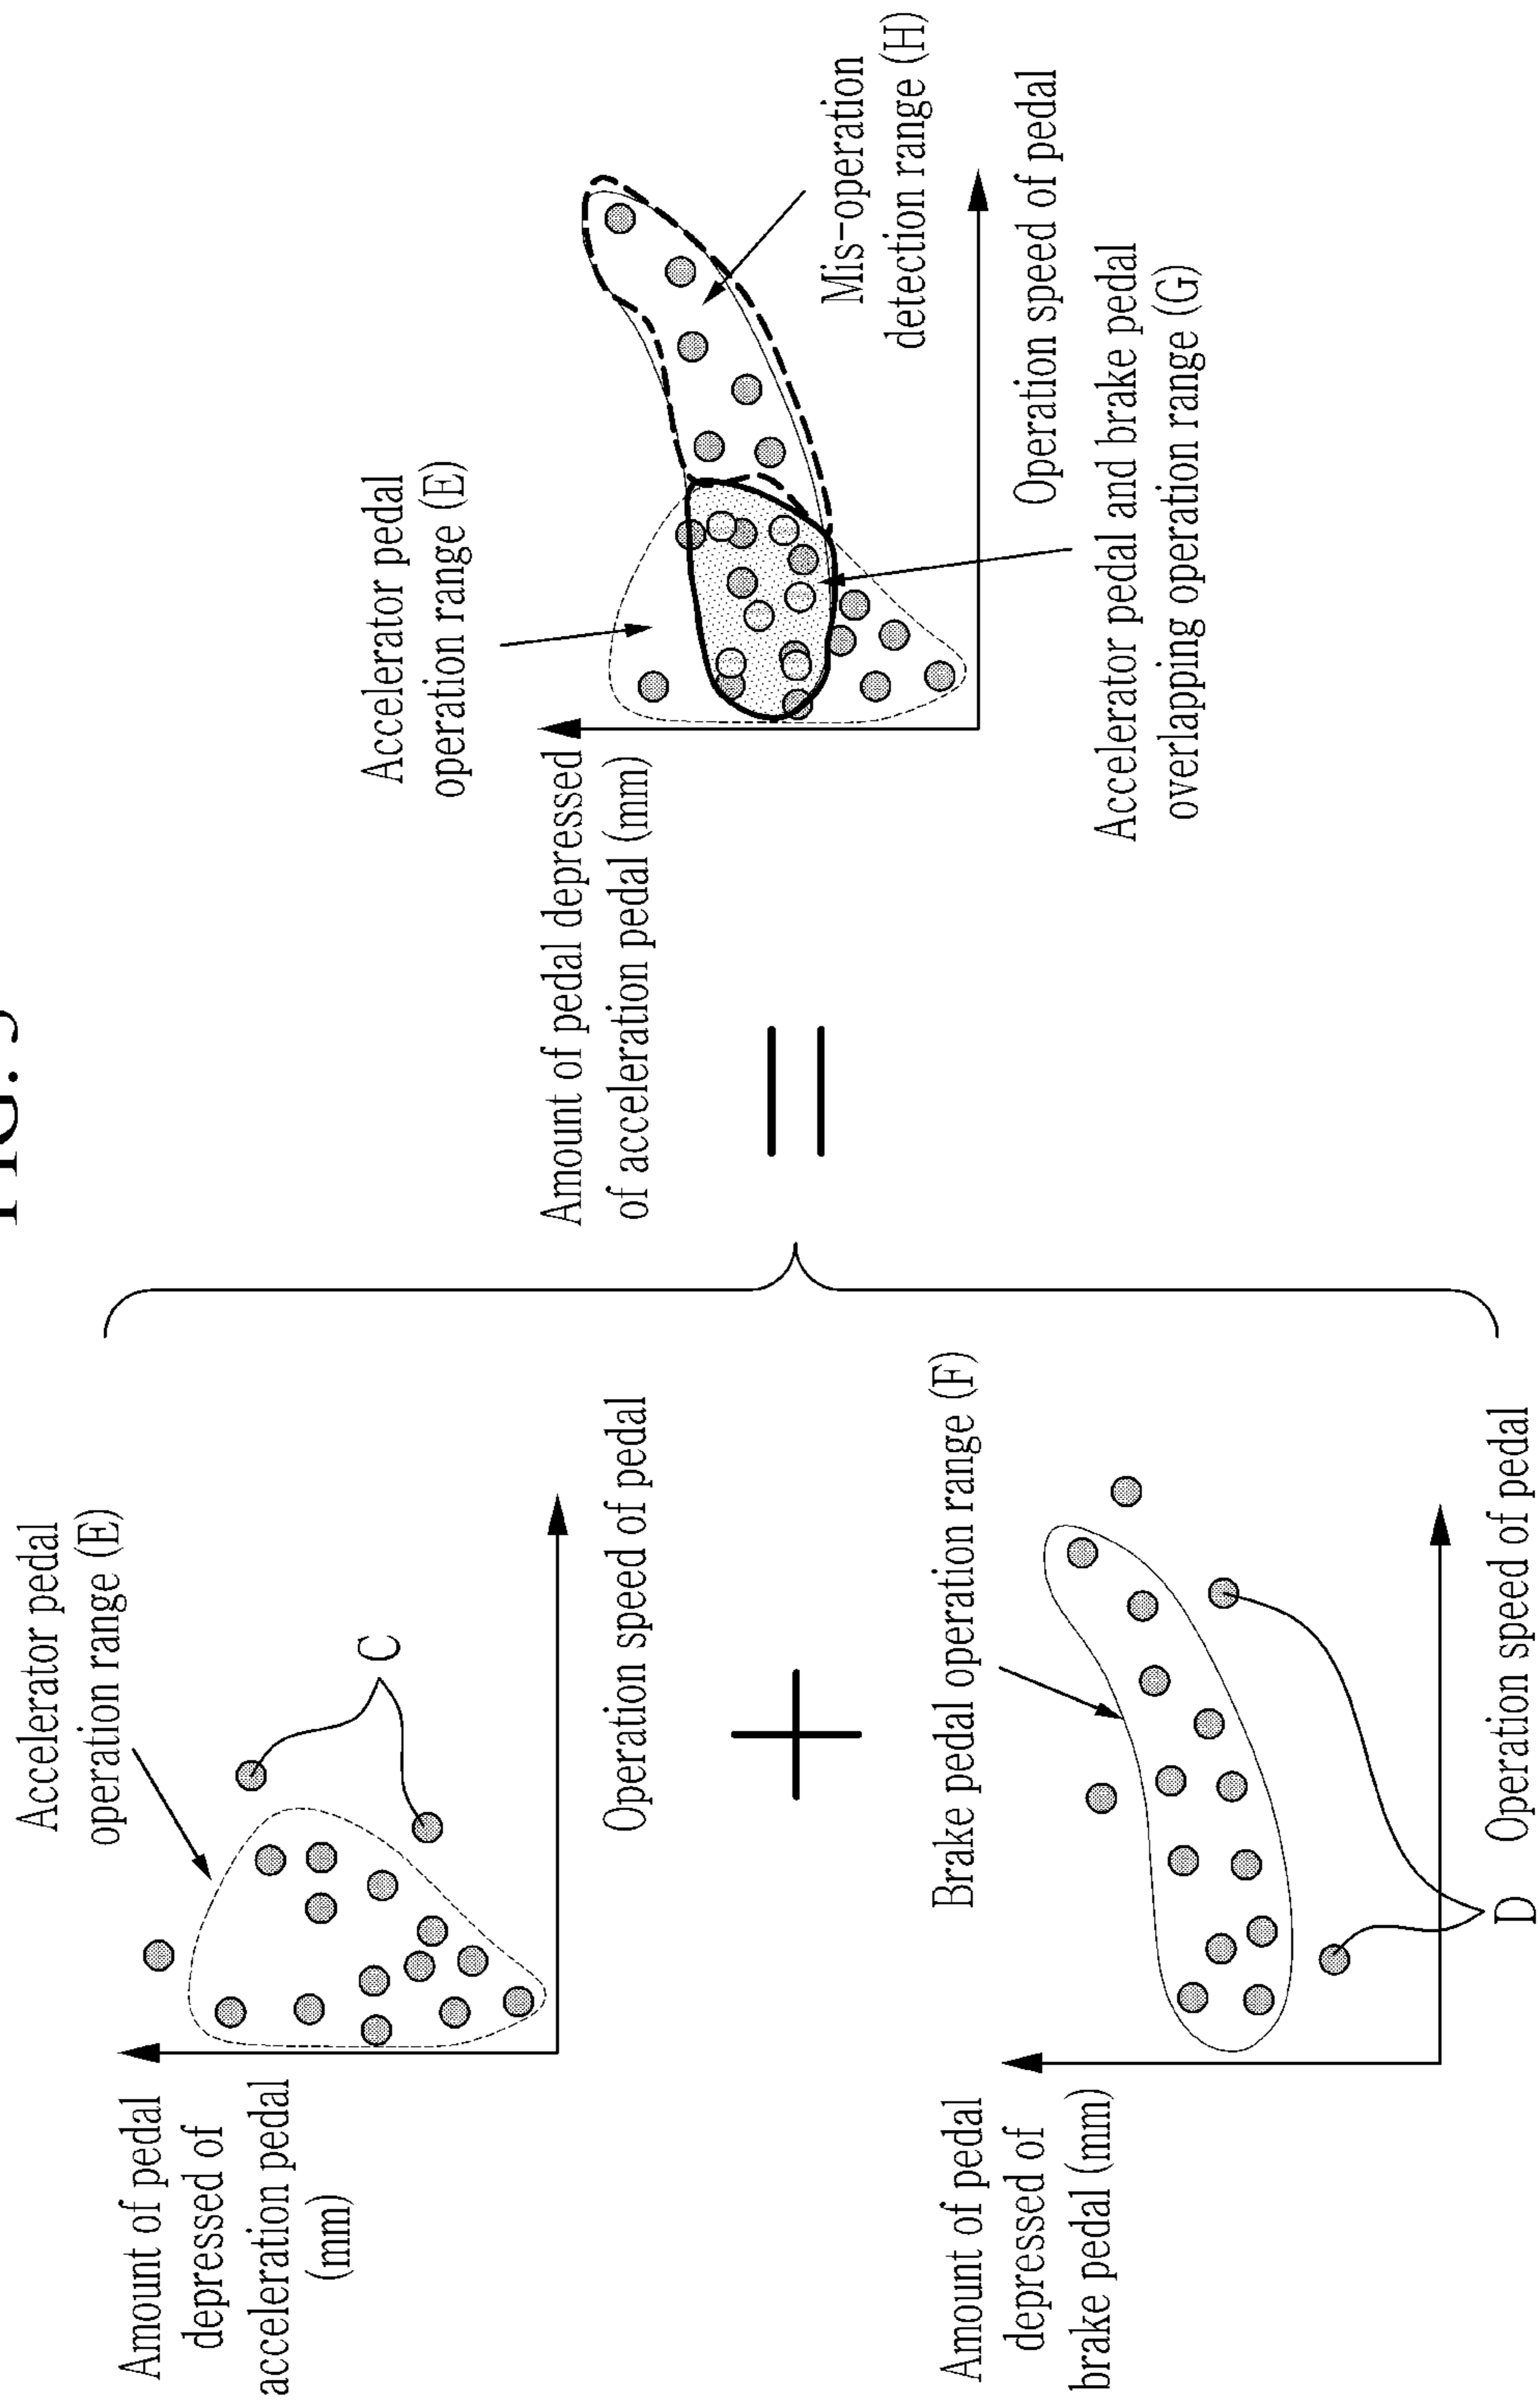 Accelerator pedal
operation range (E)
C
Amount of pedal
depressed of
acceleration pedal
(mm)
Operation speed of pedal
Brake pedal operation range (F)
Amount of pedal
depressed of
brake pedal (mm)
D
Operation speed of pedal
Accelerator pedal
operation range (E)
Amount of pedal depressed
of acceleration pedal (mm)
Mis-operation
detection range (H)
Operation speed of pedal
Accelerator pedal and brake pedal
overlapping operation range (G)